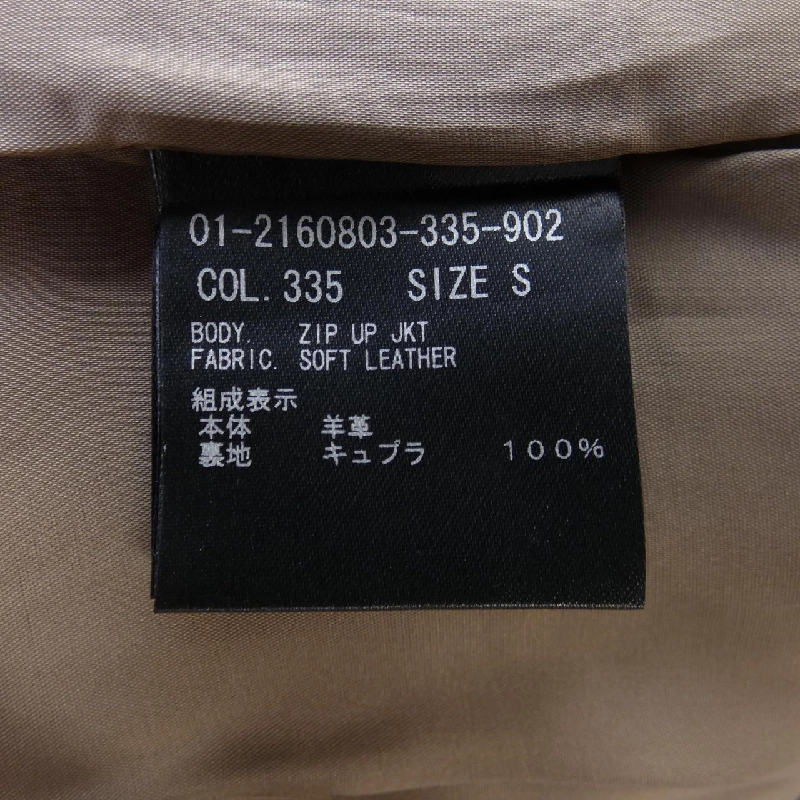 01-2160803-335-902
COL. 335 SIZE S
BODY. ZIP UP JKT
FABRIC. SOFT LEATHER
組成表示
本体 羊革
裏地 キュプラ 100%